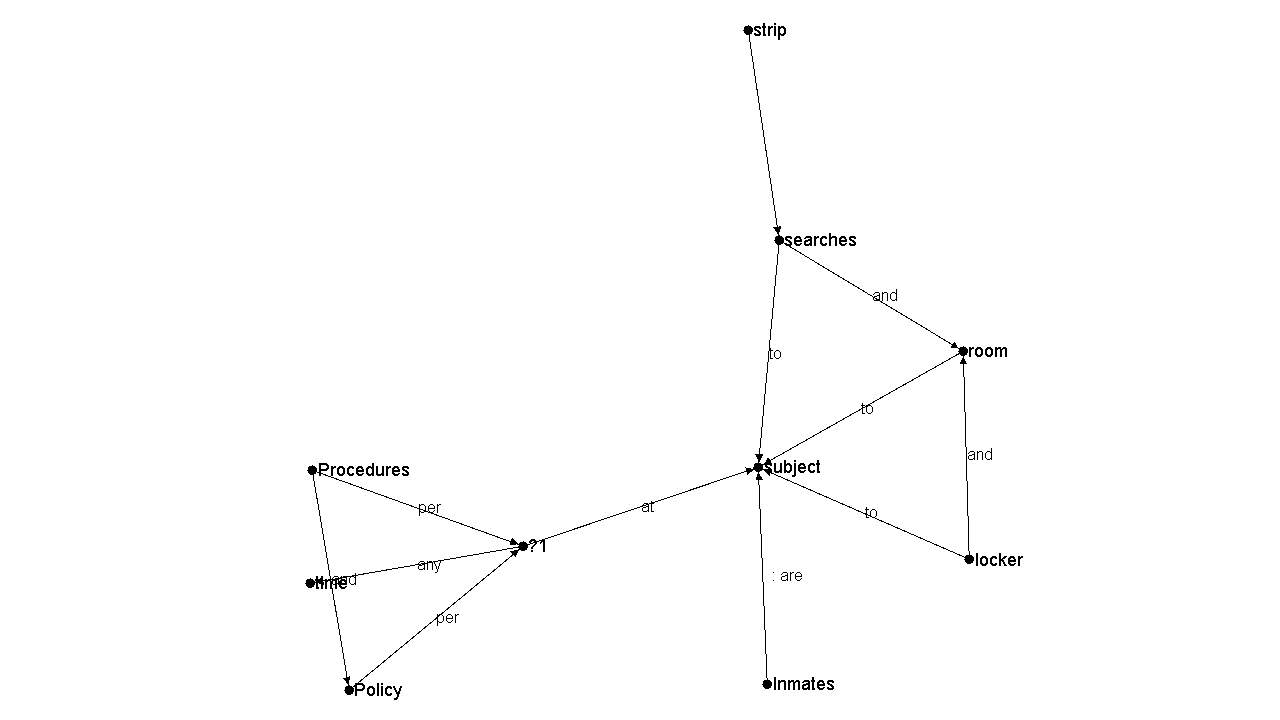 strip
searches
and
room
to
to
and
subject
Procedures
per
at
to
?1
any
locker
time
and
: are
per
Inmates
Policy